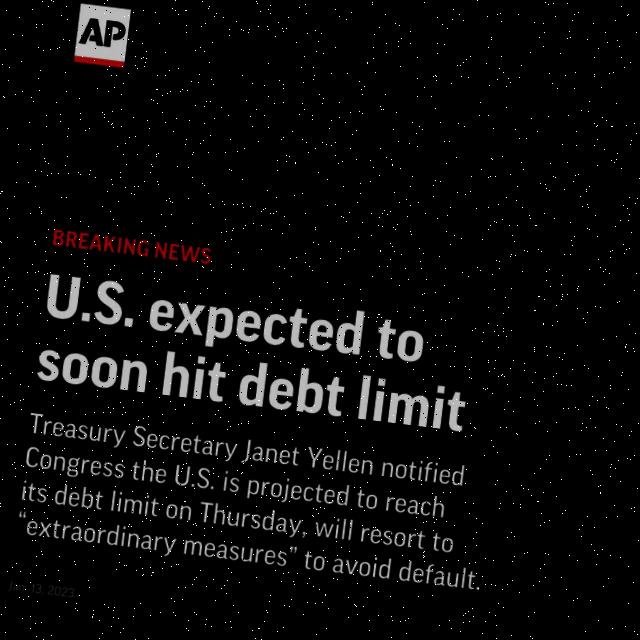 AP
BREAKING NEWS
U.S. expected to
soon hit debt limit
Treasury Secretary Janet Yellen notified
Congress the U.S. is projected to reach
its debt limit on Thursday, will resort to
“extraordinary measures” to avoid default.
2023